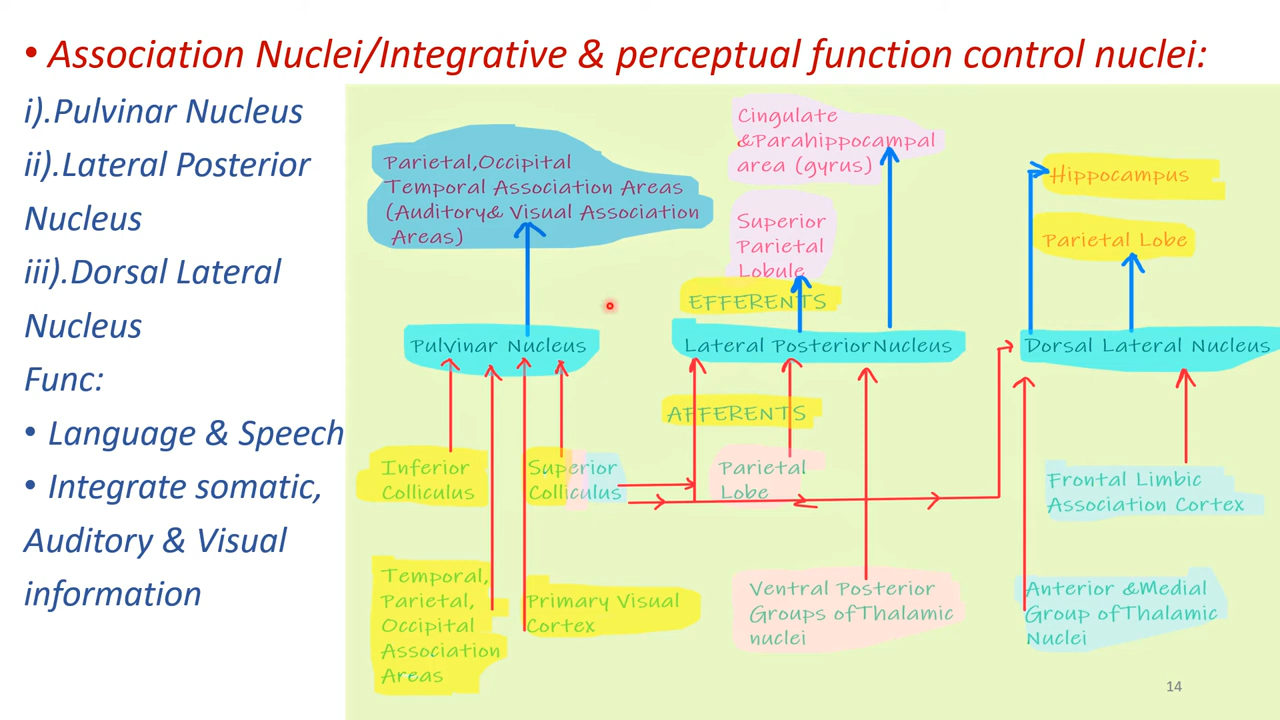 • Association Nuclei/Integrative & perceptual function control nuclei:
i).Pulvinar Nucleus
ii).Lateral Posterior
Nucleus
iii).Dorsal Lateral
Nucleus
Func:
• Language & Speech
• Integrate somatic,
Auditory & Visual
information
Parietal,Occipital
Temporal Association Areas
(Auditory& Visual Association
Areas)
Cingulate
&Parahippocampal
area (gyrus)
Superior
Parietal
Lobule
EFFERENTS
Hippocampus
Parietal Lobe
Pulvinar Nucleus
Lateral Posterior Nucleus
Dorsal Lateral Nucleus
AFFERENTS
Inferior
Colliculus
Superior
Colliculus
Parietal
Lobe
Frontal Limbic
Association Cortex
Temporal,
Parietal,
Occipital
Association
Areas
Primary Visual
Cortex
Ventral Posterior
Groups of Thalamic
nuclei
Anterior &Medial
Group of Thalamic
Nuclei
14